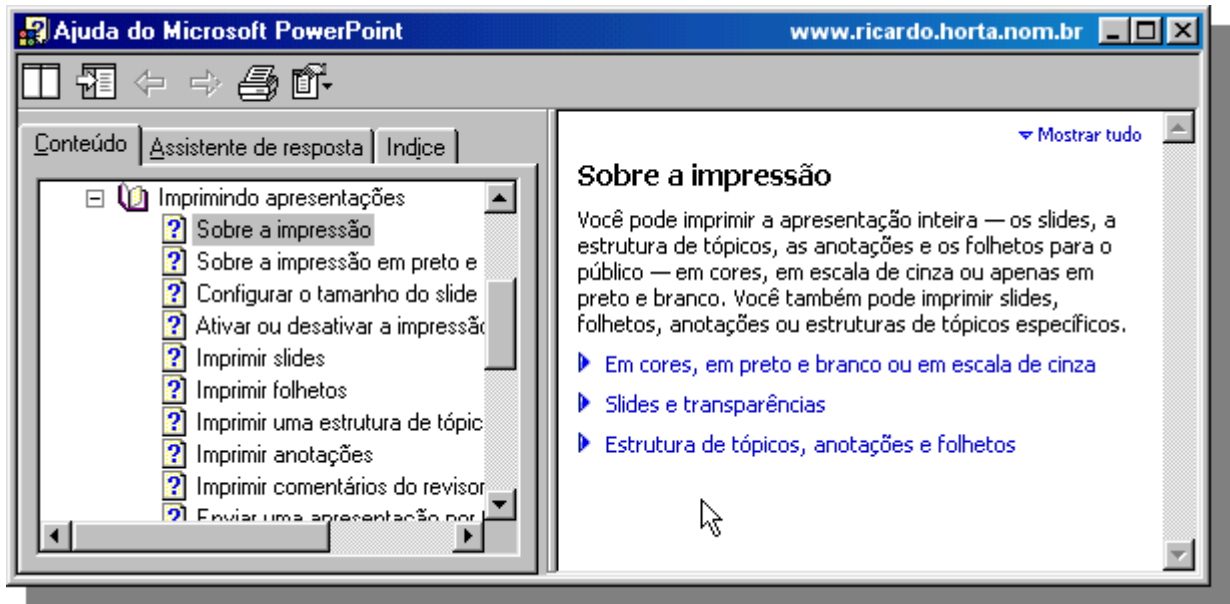 Ajuda do Microsoft PowerPoint
www.ricardo.horta.nom.br
Conteúdo
Assistente de resposta
Indice
Imprimindo apresentações
Sobre a impressão
Sobre a impressão em preto e
Configurar o tamanho do slide
Ativar ou desativar a impressão
Imprimir slides
Imprimir folhetos
Imprimir uma estrutura de tópic
Imprimir anotações
Imprimir comentários do revisor
Enviar uma apresentação por
Mostrar tudo
Sobre a impressão
Você pode imprimir a apresentação inteira — os slides, a
estrutura de tópicos, as anotações e os folhetos para o
público — em cores, em escala de cinza ou apenas em
preto e branco. Você também pode imprimir slides,
folhetos, anotações ou estruturas de tópicos específicos.
Em cores, em preto e branco ou em escala de cinza
Slides e transparências
Estrutura de tópicos, anotações e folhetos